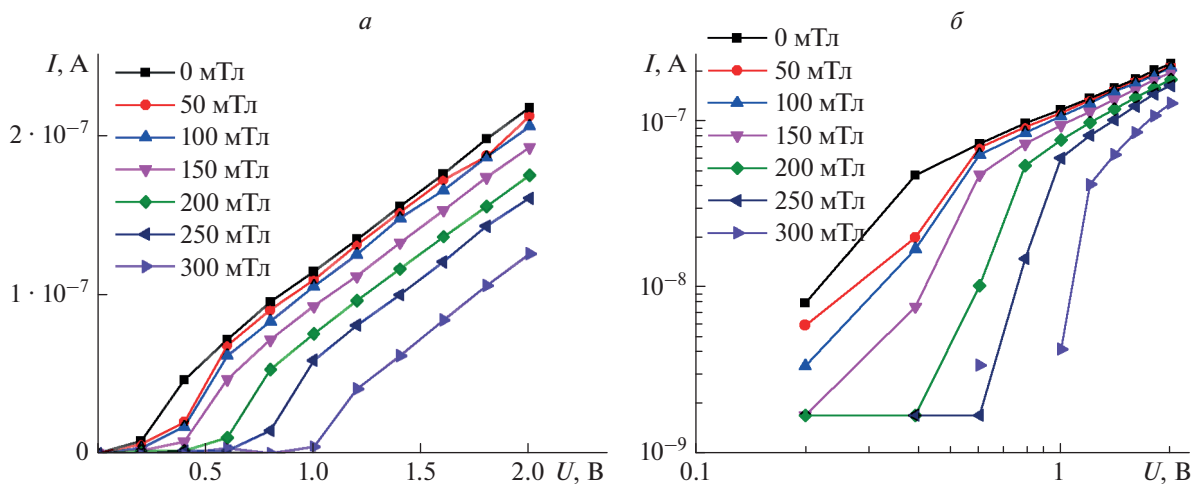 а
I, А
0 мТл
50 мТл
100 мТл
150 мТл
200 мТл
250 мТл
300 мТл
2 · 10⁻⁷
1 · 10⁻⁷
0
0.5
1.0
1.5
2.0
U, В
б
I, А
0 мТл
50 мТл
100 мТл
150 мТл
200 мТл
250 мТл
300 мТл
10⁻⁷
10⁻⁸
10⁻⁹
0.1
1
U, В